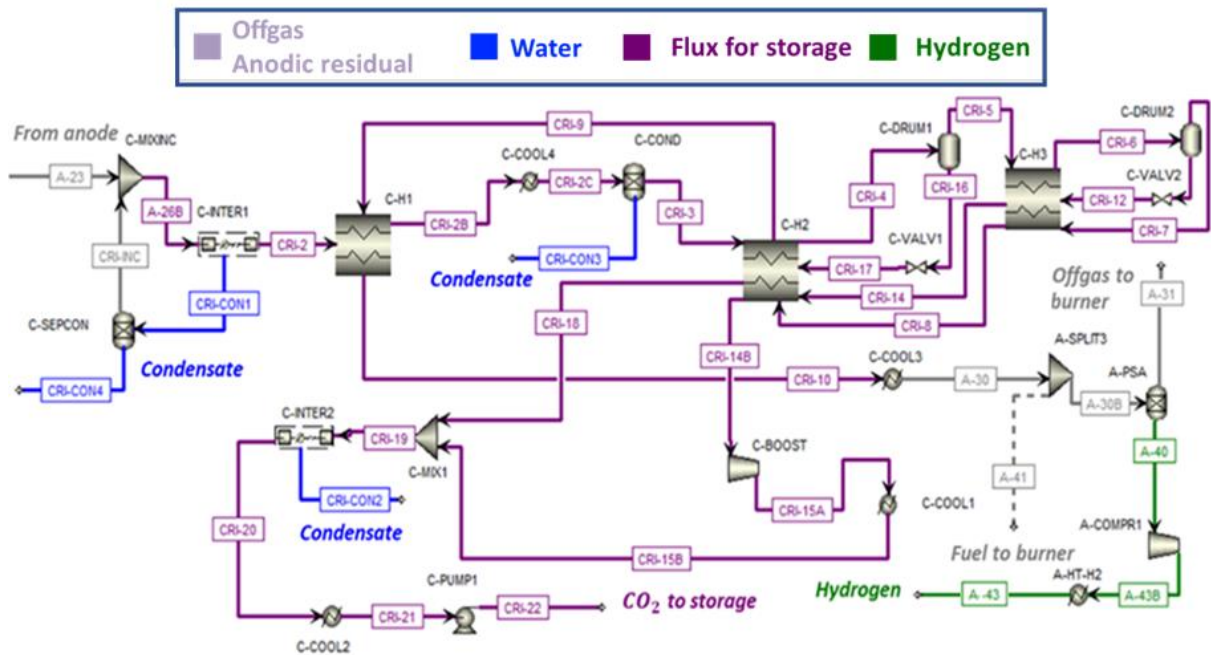 Offgas
Anodic residual
Water
Flux for storage
Hydrogen
From anode
C-MIXINC
A-23
A-26B
C-INTER1
CRI-2
CRI-INC
CRI-CON1
C-SEPCON
Condensate
CRI-CON4
CRI-9
C-H1
CRI-2B
C-COOL4
CRI-2C
C-COND
CRI-3
CRI-CON3
Condensate
C-H2
CRI-4
C-DRUM1
CRI-5
CRI-16
C-VALV1
CRI-17
CRI-14
CRI-8
C-H3
CRI-6
C-DRUM2
C-VALV2
CRI-12
CRI-7
CRI-18
CRI-14B
CRI-10
C-COOL3
A-30
Offgas to
burner
A-31
A-SPLIT3
A-PSA
A-30B
A-40
A-41
Fuel to burner
A-COMPR1
A-HT-H2
A-43B
A-43
Hydrogen
C-INTER2
CRI-19
C-MIX1
CRI-CON2
Condensate
CRI-20
C-BOOST
CRI-15A
C-COOL1
CRI-15B
C-COOL2
CRI-21
C-PUMP1
CRI-22
CO2 to storage